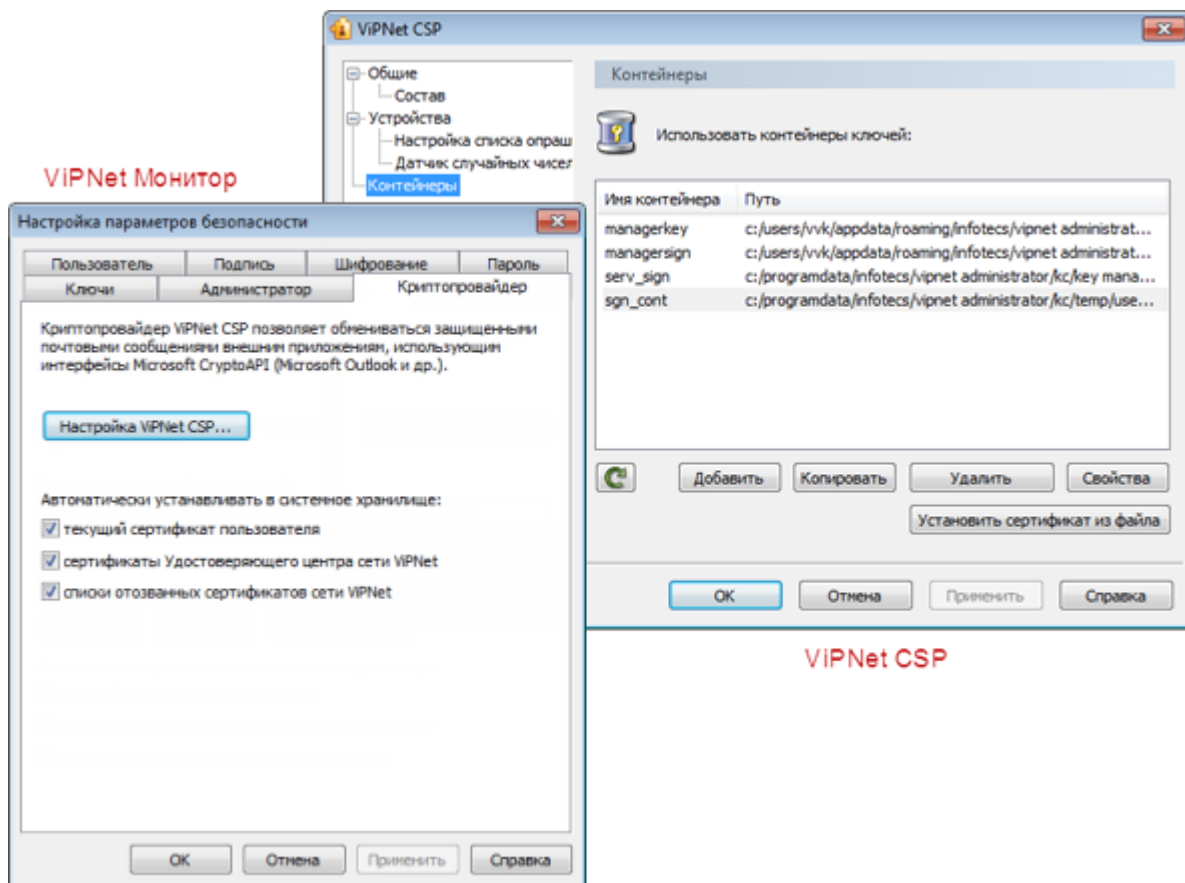 ViPNet CSP
Общие
Состав
Устройства
Настройка списка опраш
Датчик случайных чисел
Контейнеры
Контейнеры
Использовать контейнеры ключей:
Имя контейнера Путь
managerkey c:/users/vvk/appdata/roaming/infotecs/vipnet administrat...
managersign c:/users/vvk/appdata/roaming/infotecs/vipnet administrat...
serv_sign c:/programdata/infotecs/vipnet administrator/kc/key mana...
sgn_cont c:/programdata/infotecs/vipnet administrator/kc/temp/use...
Добавить Копировать Удалить Свойства
Установить сертификат из файла
OK Отмена Применить Справка
ViPNet CSP
ViPNet Монитор
Настройка параметров безопасности
Пользователь Подпись Шифрование Пароль
Ключи Администратор Криптопровайдер
Криптопровайдер ViPNet CSP позволяет обмениваться защищенными
почтовыми сообщениями внешним приложениям, использующим
интерфейсы Microsoft CryptoAPI (Microsoft Outlook и др.).
Настройка ViPNet CSP...
Автоматически устанавливать в системное хранилище:
текущий сертификат пользователя
сертификаты Удостоверяющего центра сети ViPNet
списки отозванных сертификатов сети ViPNet
OK Отмена Применить Справка